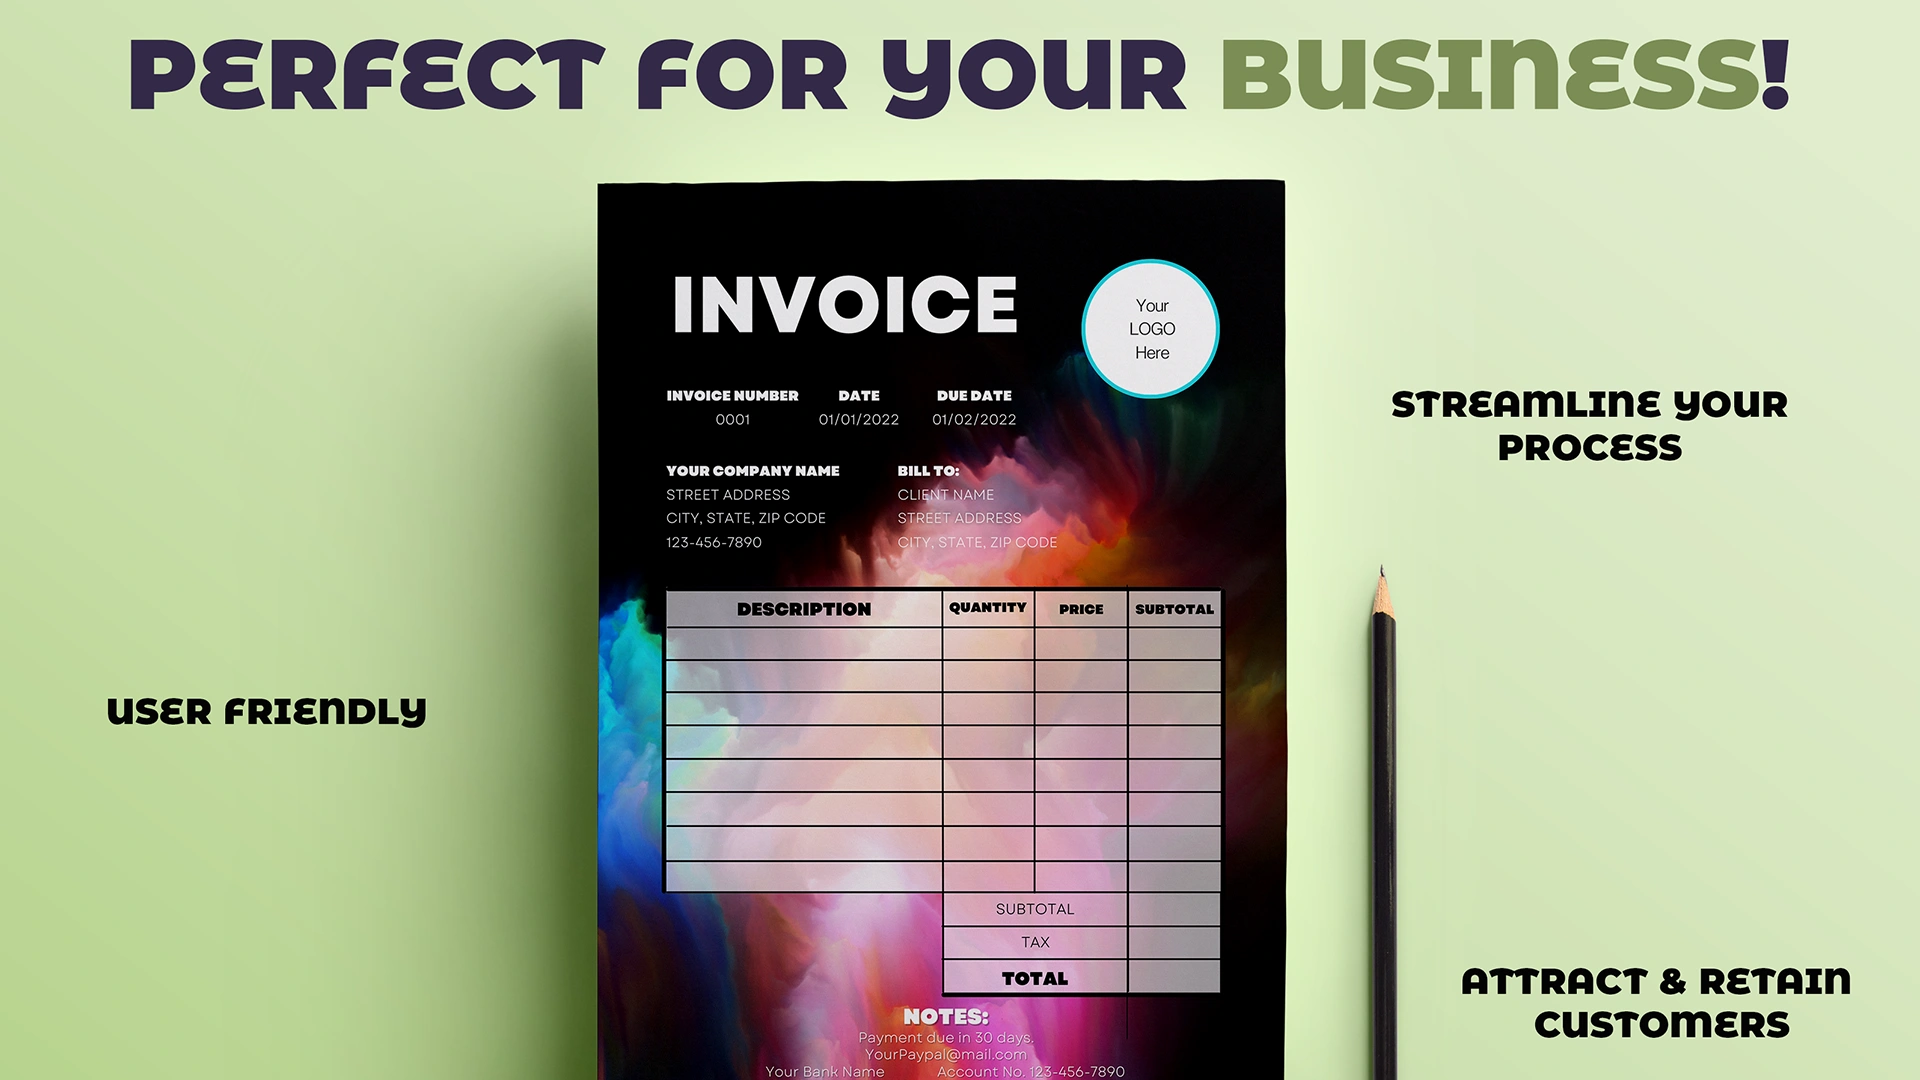 PERFECT FOR YOUR BUSINESS!
INVOICE
Your
LOGO
Here
INVOICE NUMBER DATE DUE DATE
0001 01/01/2022 01/02/2022
YOUR COMPANY NAME
STREET ADDRESS
CITY, STATE, ZIP CODE
123-456-7890
BILL TO:
CLIENT NAME
STREET ADDRESS
CITY, STATE, ZIP CODE
STREAMLINE YOUR
PROCESS
DESCRIPTION QUANTITY PRICE SUBTOTAL
USER FRIENDLY
SUBTOTAL
TAX
TOTAL
NOTES:
Payment due in 30 days.
YourPaypal@mail.com
Your Bank Name Account No. 123-456-7890
ATTRACT & RETAIN
CUSTOMERS